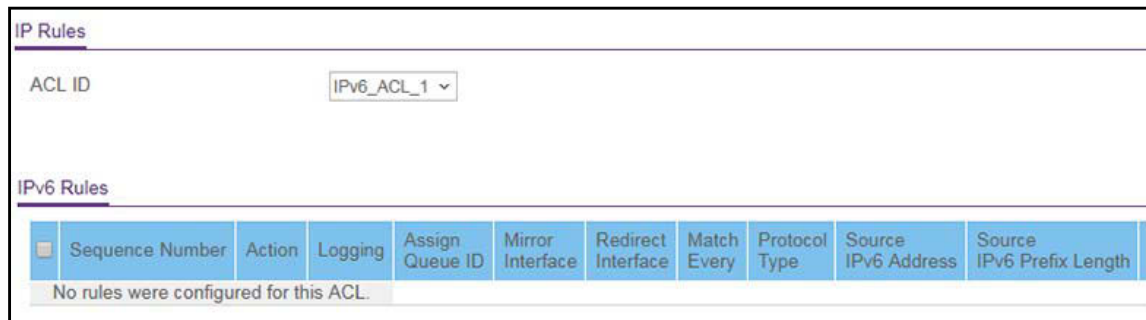 IP Rules
ACL ID
IPv6_ACL_1
IPv6 Rules
Sequence Number
Action
Logging
Assign
Queue ID
Mirror
Interface
Redirect
Interface
Match
Every
Protocol
Type
Source
IPv6 Address
Source
IPv6 Prefix Length
No rules were configured for this ACL.